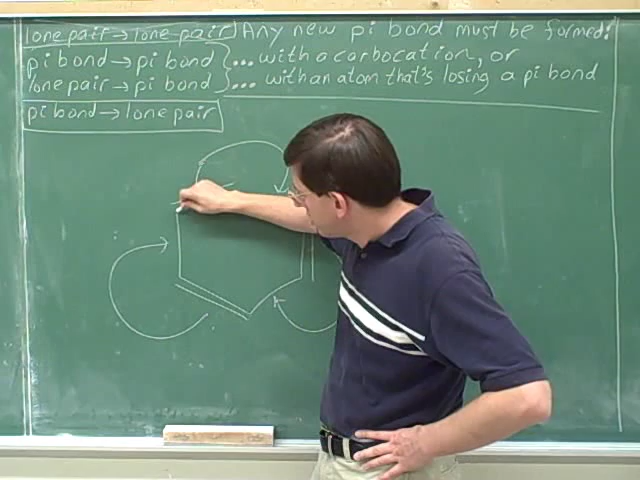 lone pair → lone pair Any new pi bond must be formed:
pi bond → pi bond ... with a carbocation, or
lone pair → pi bond ... with an atom that's losing a pi bond
pi bond → lone pair